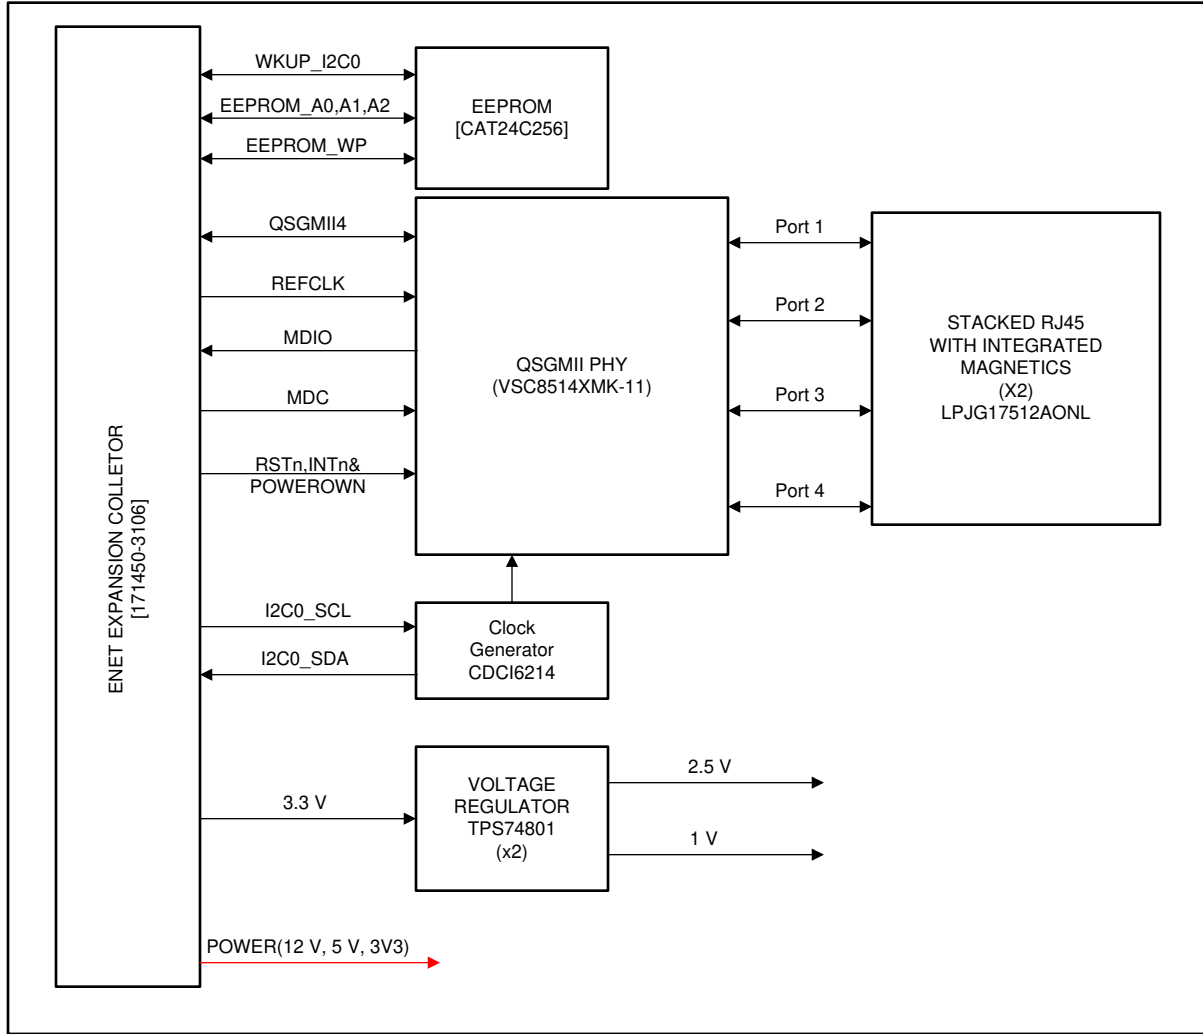 WKUP_I2C0
EEPROM_A0,A1,A2
EEPROM_WP
EEPROM
[CAT24C256]
QSGMII4
REFCLK
MDIO
MDC
RSTn,INTn&
POWEROWN
QSGMII PHY
(VSC8514XMK-11)
Port 1
Port 2
Port 3
Port 4
STACKED RJ45
WITH INTEGRATED
MAGNETICS
(X2)
LPJG17512AONL
ENET EXPANSION COLLETOR
[171450-3106]
I2C0_SCL
I2C0_SDA
Clock
Generator
CDCI6214
3.3 V
VOLTAGE
REGULATOR
TPS74801
(x2)
2.5 V
1 V
POWER(12 V, 5 V, 3V3)